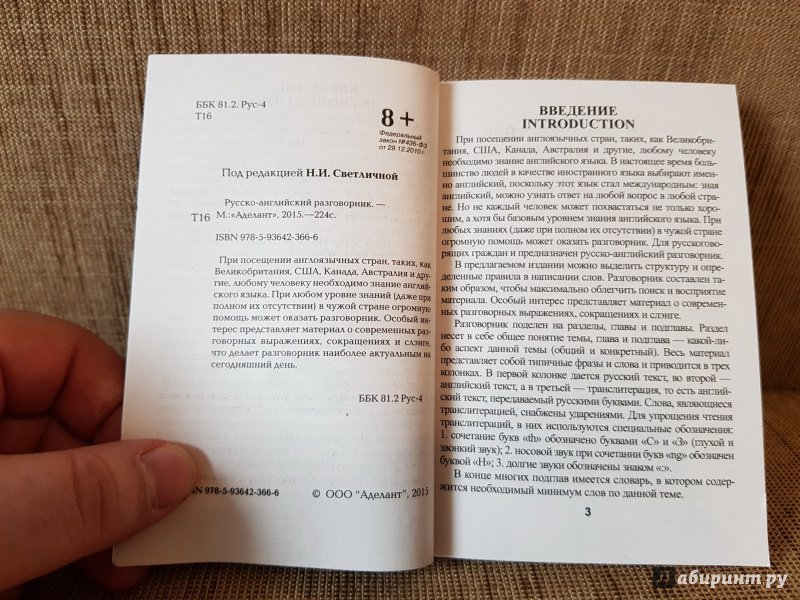 ББК 81.2. Рус-4
Т16
8+
Федеральный
закон №436-ФЗ
от 29.12.2010 г.
Под редакцией Н.И. Светличной
Русско-английский разговорник. —
Т16 М.:«Аделант», 2015.—224с.
ISBN 978-5-93642-366-6
При посещении англоязычных стран, таких, как
Великобритания, США, Канада, Австралия и дру-
гие, любому человеку необходимо знание англий-
ского языка. При любом уровне знаний (даже при
полном их отсутствии) в чужой стране огромную
помощь может оказать разговорник. Особый ин-
терес представляет материал о современных раз-
говорных выражениях, сокращениях и слэнге,
что делает разговорник наиболее актуальным на
сегодняшний день.
ББК 81.2 Рус-4
ISBN 978-5-93642-366-6
© ООО "Аделант", 2015
ВВЕДЕНИЕ
INTRODUCTION
При посещении англоязычных стран, таких, как Великобри-
тания, США, Канада, Австралия и другие, любому человеку
необходимо знание английского языка. В настоящее время боль-
шинство людей в качестве иностранного языка выбирают имен-
но английский, поскольку этот язык стал международным: зная
английский, можно узнать ответ на любой вопрос в любой стра-
не. Но не каждый человек может похвастаться не только хоро-
шим, а хотя бы базовым уровнем знания английского языка. При
любых знаниях (даже при полном их отсутствии) в чужой стране
огромную помощь может оказать разговорник. Для русскогово-
рящих граждан и предназначен русско-английский разговорник.
В предлагаемом издании можно выделить структуру и опреде-
ленные правила в написании слов. Разговорник составлен та-
ким образом, чтобы максимально облегчить поиск и восприятие
материала. Особый интерес представляет материал о современ-
ных разговорных выражениях, сокращениях и слэнге.
Разговорник поделен на разделы, главы и подглавы. Раздел
несет в себе общее понятие темы, глава и подглава — какой-ли-
бо аспект данной темы (общий и конкретный). Весь материал
представляет собой типичные фразы и слова и приводится в трех
колонках. В первой колонке дается русский текст, во второй —
английский текст, а в третьей — транслитерация, то есть англий-
ский текст, передаваемый русскими буквами. Слова, являющиеся
транслитерацией, снабжены ударениями. Для упрощения чтения
транслитераций, в них используются специальные обозначения:
1. сочетание букв «th» обозначено буквами «С» и «З» (глухой и
звонкий звук); 2. носовой звук при сочетании букв «ng» обозначен
буквой «Н»; 3. долгие звуки обозначены знаком «:».
В конце многих подглав имеется словарь, в котором содер-
жится необходимый минимум слов по данной теме.
3
абиринт.ру